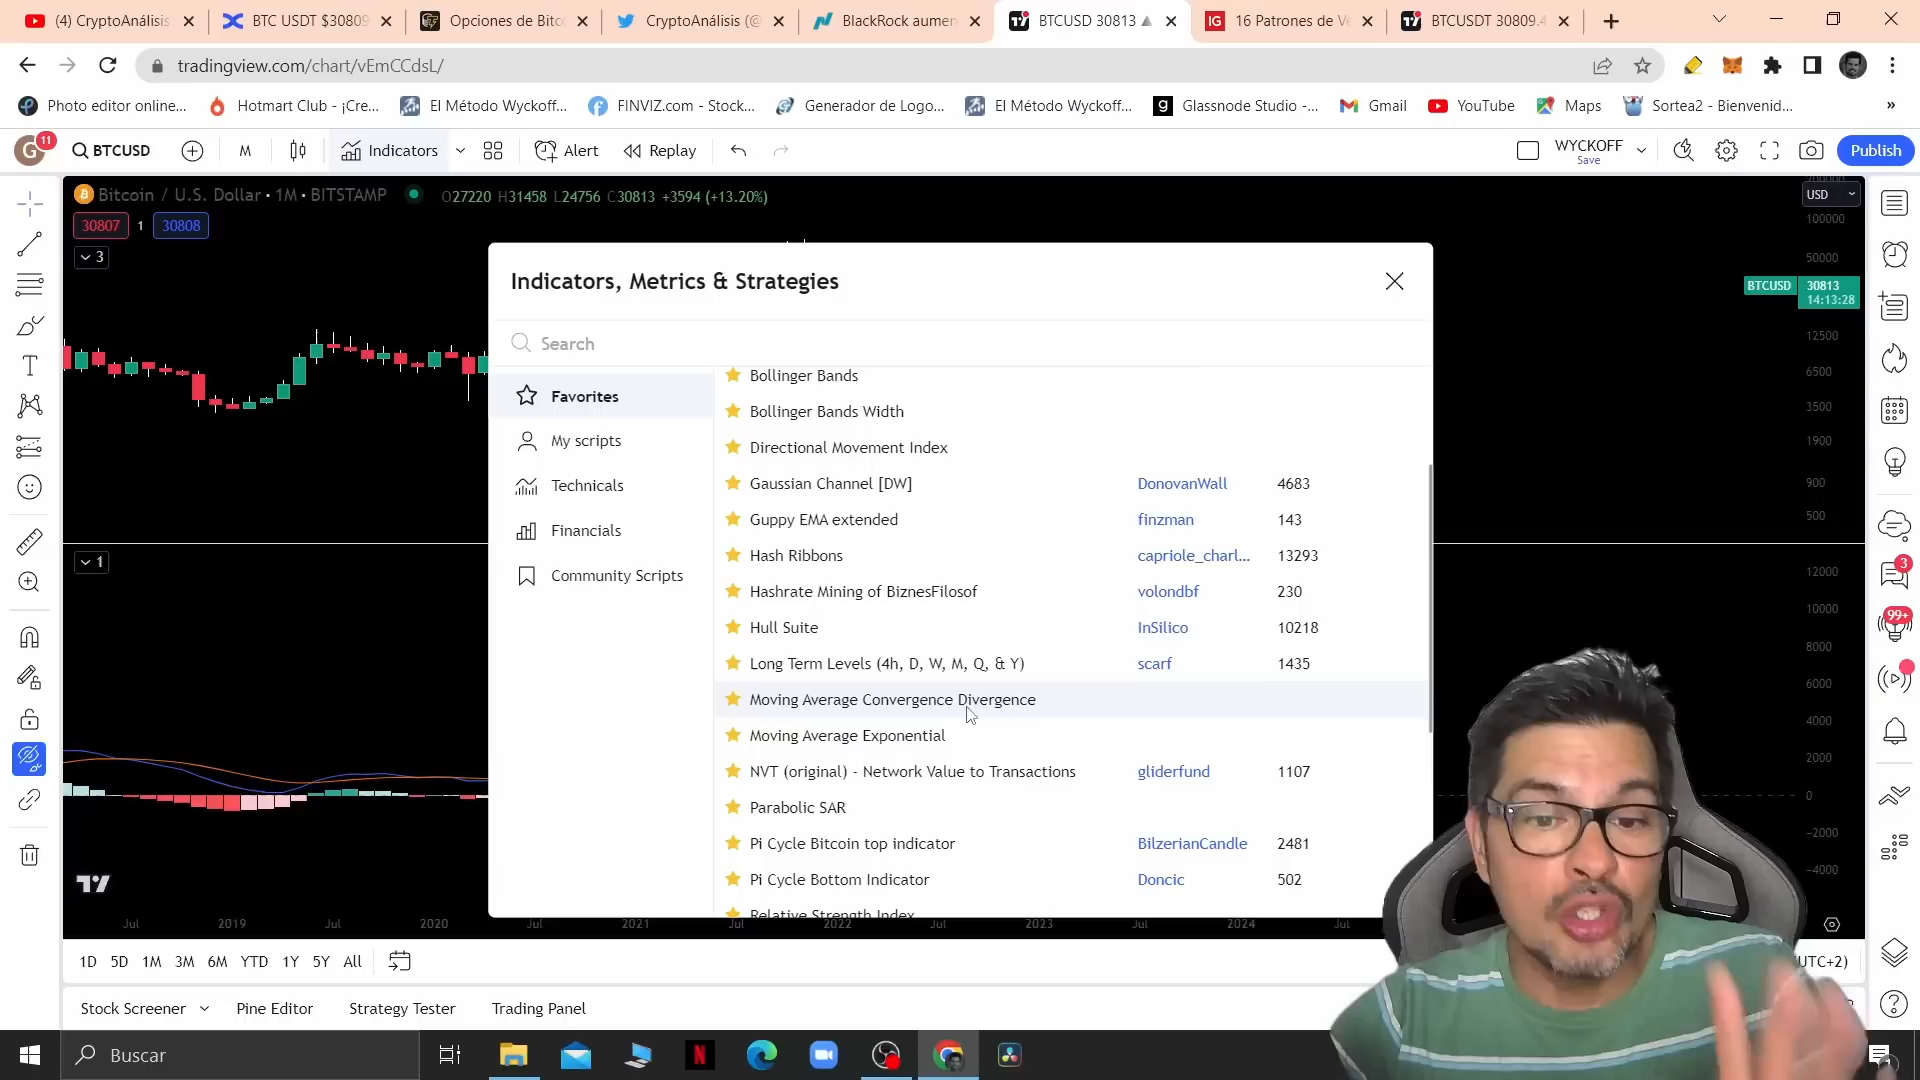 (4) CryptoAnálisis
BTC USDT $30809
Opciones de Bitc
CryptoAnálisis (@
BlackRock aumen
BTCUSD 30813 ▲
16 Patrones de Ve
BTCUSDT 30809.4
tradingview.com/chart/vEmCCdsL/
Photo editor online...
Hotmart Club - ¡Cre...
El Método Wyckoff...
FINVIZ.com - Stock...
Generador de Logo...
El Método Wyckoff...
Glassnode Studio -...
Gmail
YouTube
Maps
Sortea2 - Bienvenid...
»
G
11
BTCUSD
M
Indicators
Alert
Replay
WYCKOFF
Save
Publish
Bitcoin / U.S. Dollar • 1M • BITSTAMP
O27220 H31458 L24756 C30813 +3594 (+13.20%)
USD
30807
1
30808
3
100000
50000
BTCUSD
30813
14:13:28
12500
6500
3500
1900
900
500
Indicators, Metrics & Strategies
Search
Favorites
My scripts
Technicals
Financials
Community Scripts
Bollinger Bands
Bollinger Bands Width
Directional Movement Index
Gaussian Channel [DW] DonovanWall 4683
Guppy EMA extended finzman 143
Hash Ribbons capriole_charl... 13293
Hashrate Mining of BiznesFilosof volondbf 230
Hull Suite InSilico 10218
Long Term Levels (4h, D, W, M, Q, & Y) scarf 1435
Moving Average Convergence Divergence
Moving Average Exponential
NVT (original) - Network Value to Transactions gliderfund 1107
Parabolic SAR
Pi Cycle Bitcoin top indicator BilzerianCandle 2481
Pi Cycle Bottom Indicator Doncic 502
Relative Strength Index
1
12000
10000
8000
6000
4000
2000
0
−2000
−4000
3
99+
Jul
2019
Jul
2020
Jul
2021
Jul
2022
Jul
2023
Jul
2024
Jul
1D 5D 1M 3M 6M YTD 1Y 5Y All
UTC+2)
Stock Screener
Pine Editor
Strategy Tester
Trading Panel
Buscar